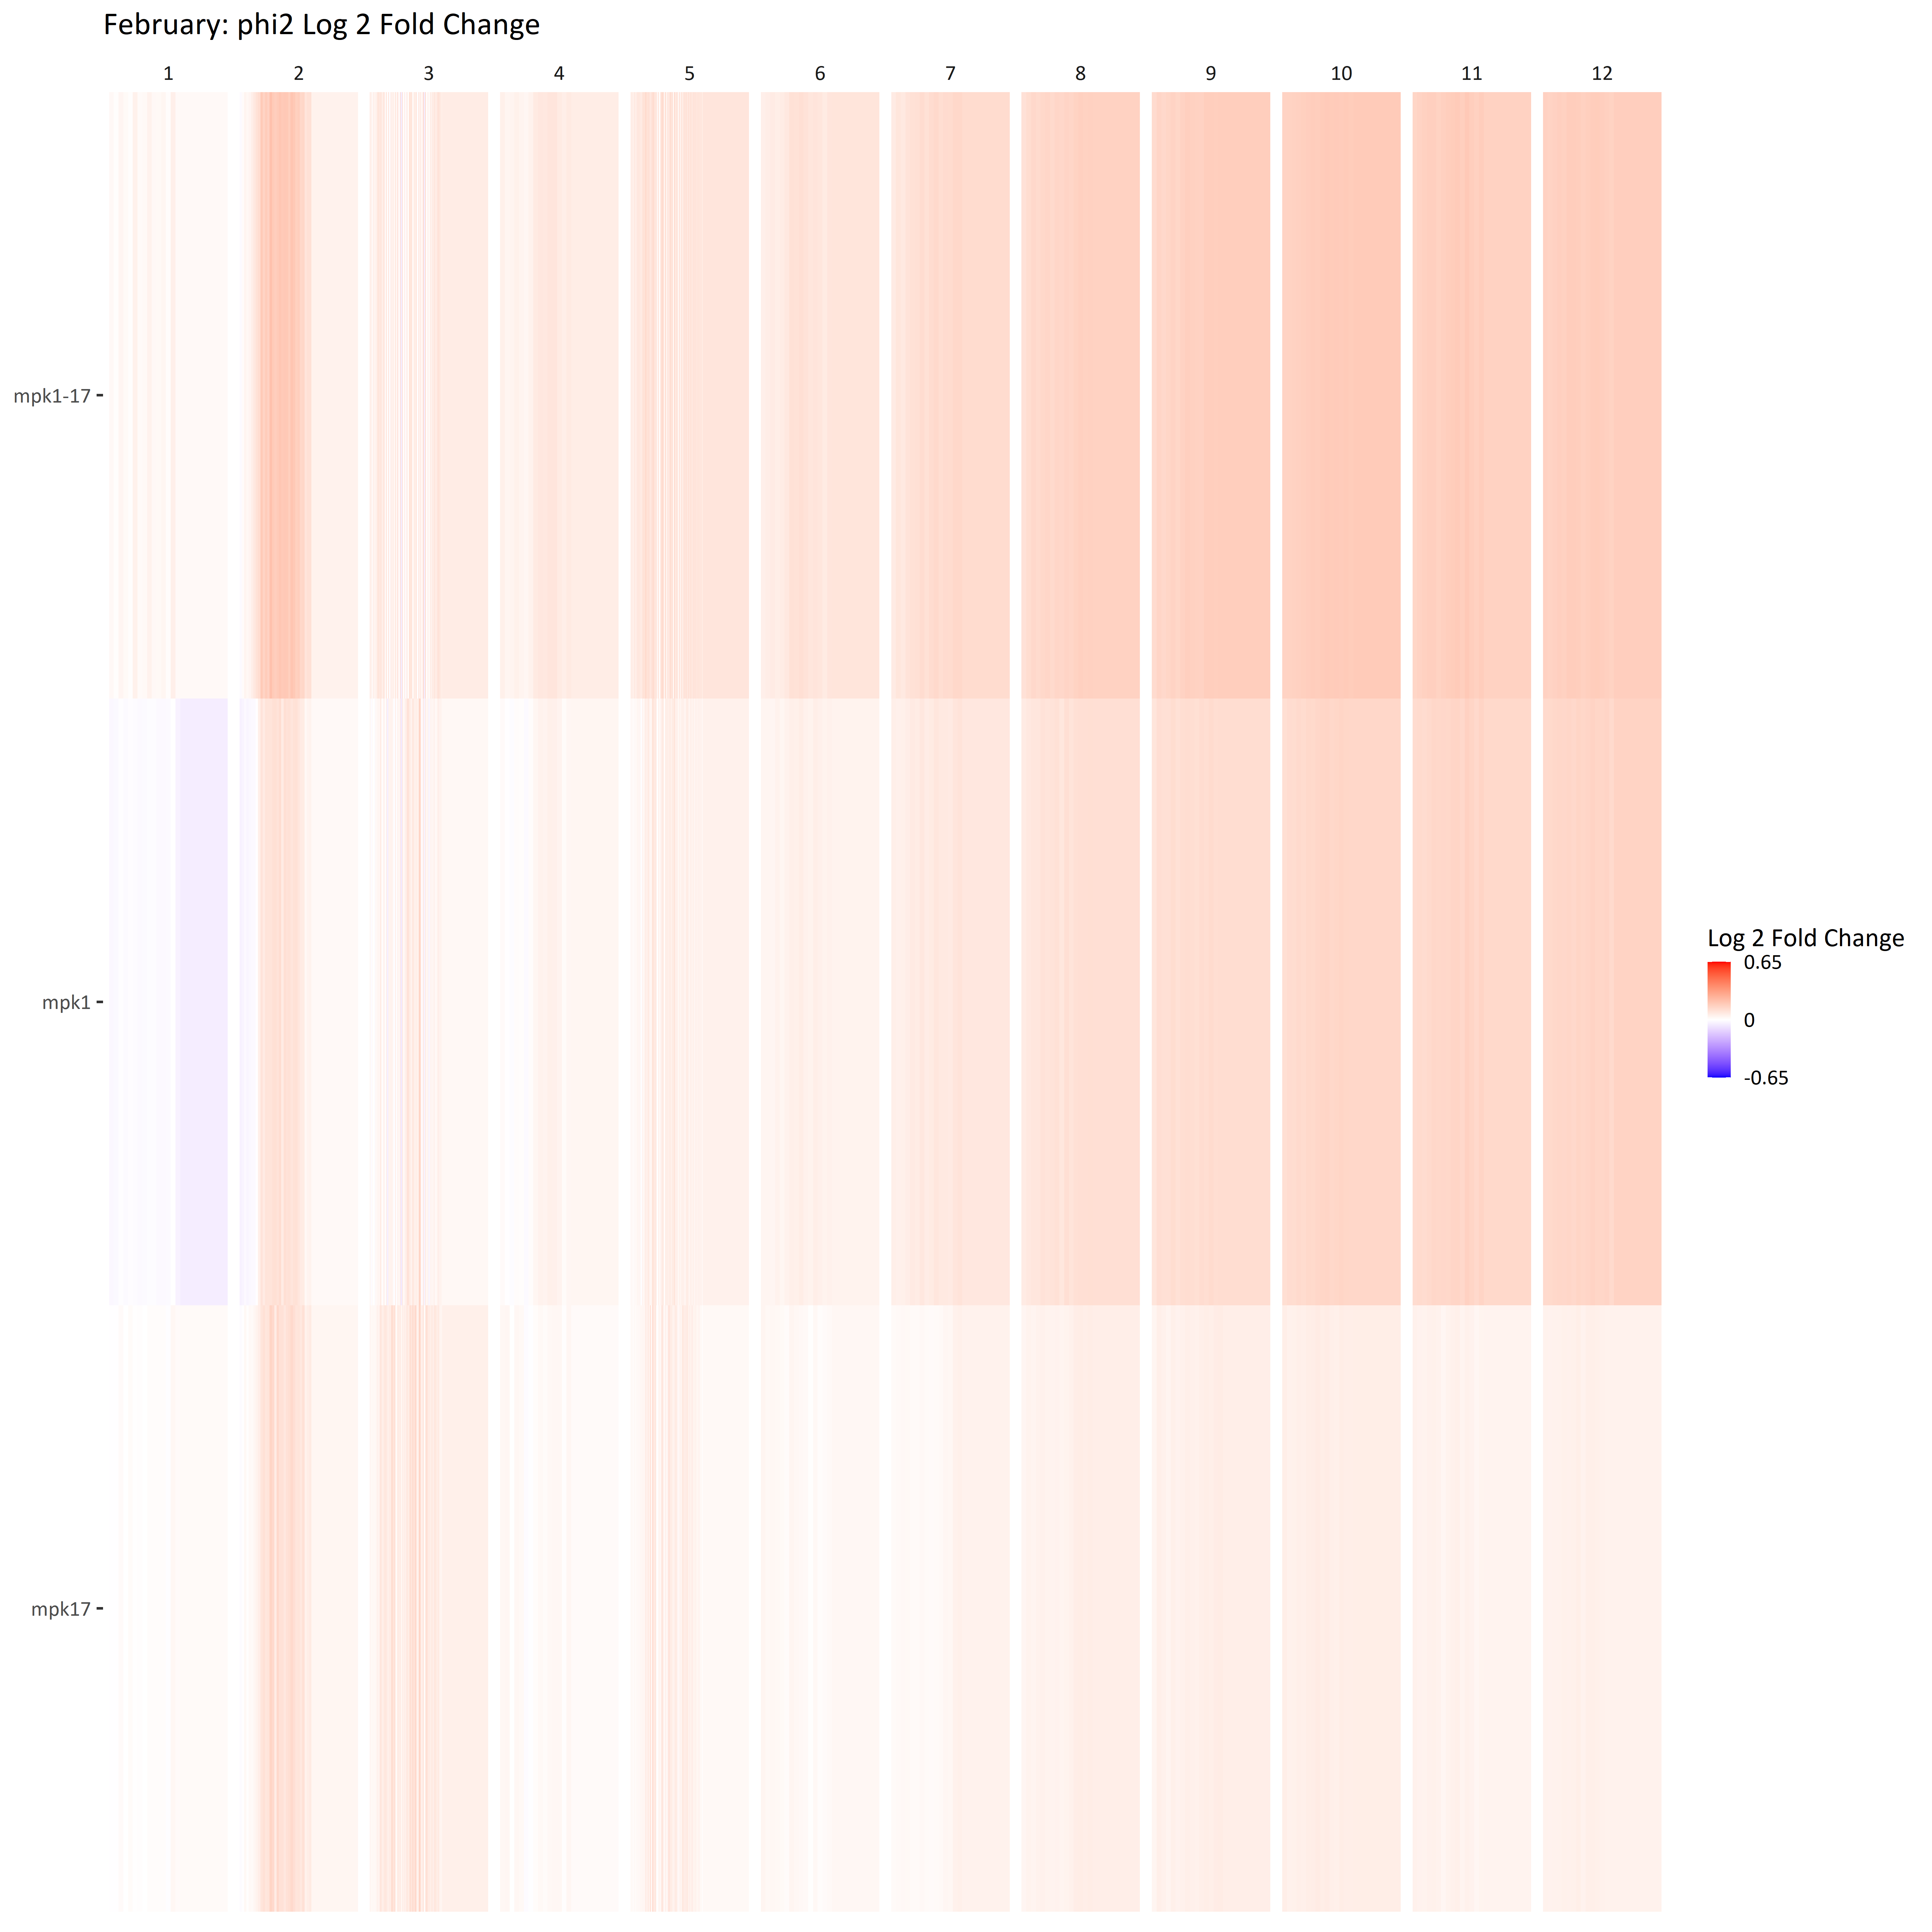 February: phi2 Log 2 Fold Change
1 2 3 4 5 6 7 8 9 10 11 12
mpk1-17
mpk1
mpk17
Log 2 Fold Change
0.65
0
-0.65